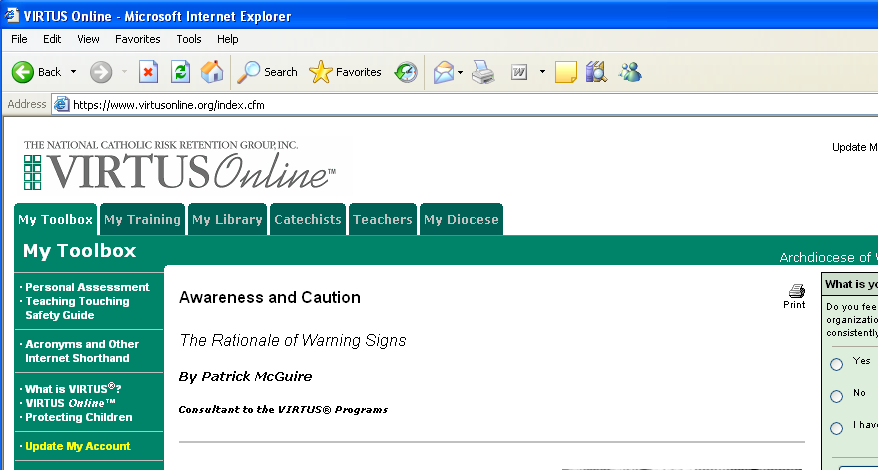 VIRTUS Online - Microsoft Internet Explorer
File Edit View Favorites Tools Help
Back Search Favorites W
Address https://www.virtusonline.org/index.cfm
THE NATIONAL CATHOLIC RISK RETENTION GROUP, INC.
VIRTUS Online™
Update M
My Toolbox My Training My Library Catechists Teachers My Diocese
My Toolbox
Archdiocese of
· Personal Assessment
· Teaching Touching
Safety Guide
· Acronyms and Other
Internet Shorthand
· What is VIRTUS®?
· VIRTUS Online™
· Protecting Children
· Update My Account
Awareness and Caution
Print
The Rationale of Warning Signs
By Patrick McGuire
Consultant to the VIRTUS® Programs
What is yo
Do you fee
organizatio
consistently
Yes
No
I have